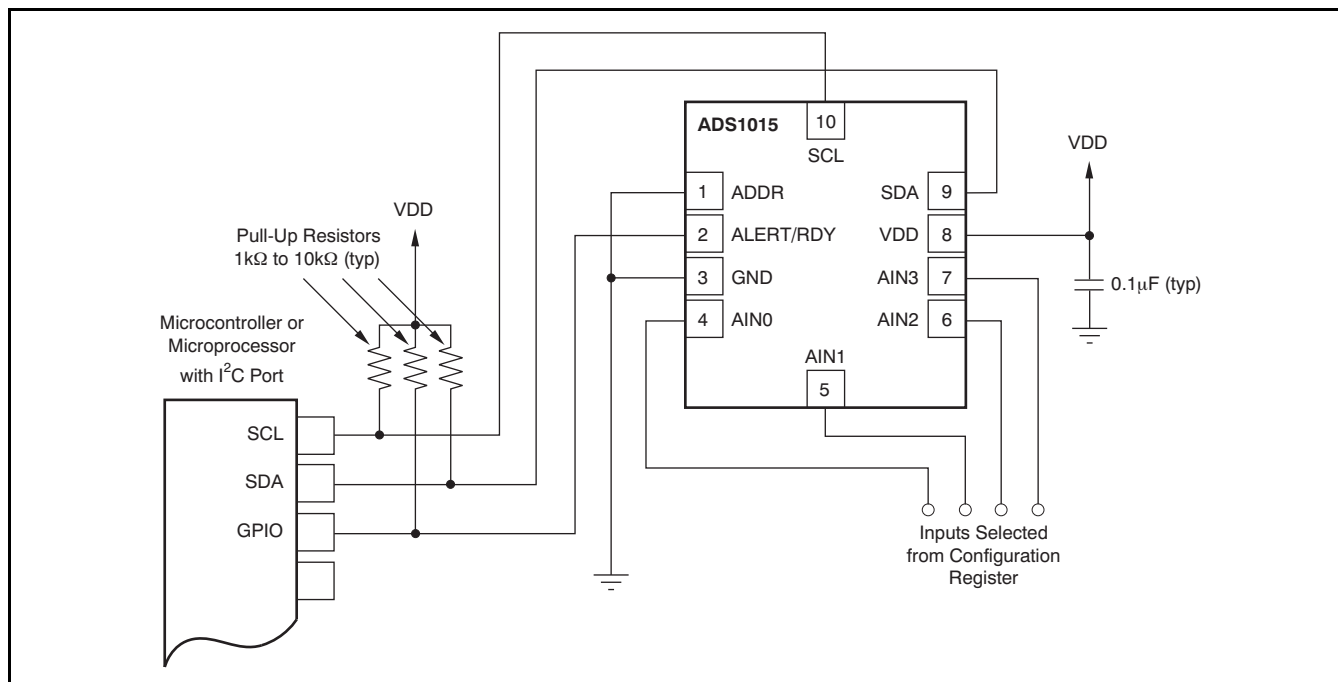 ADS1015
10
SCL
1 ADDR
2 ALERT/RDY
3 GND
4 AIN0
AIN1
5
SDA 9
VDD 8
AIN3 7
AIN2 6
VDD
0.1μF (typ)
VDD
Pull-Up Resistors
1kΩ to 10kΩ (typ)
Microcontroller or
Microprocessor
with I²C Port
SCL
SDA
GPIO
Inputs Selected
from Configuration
Register